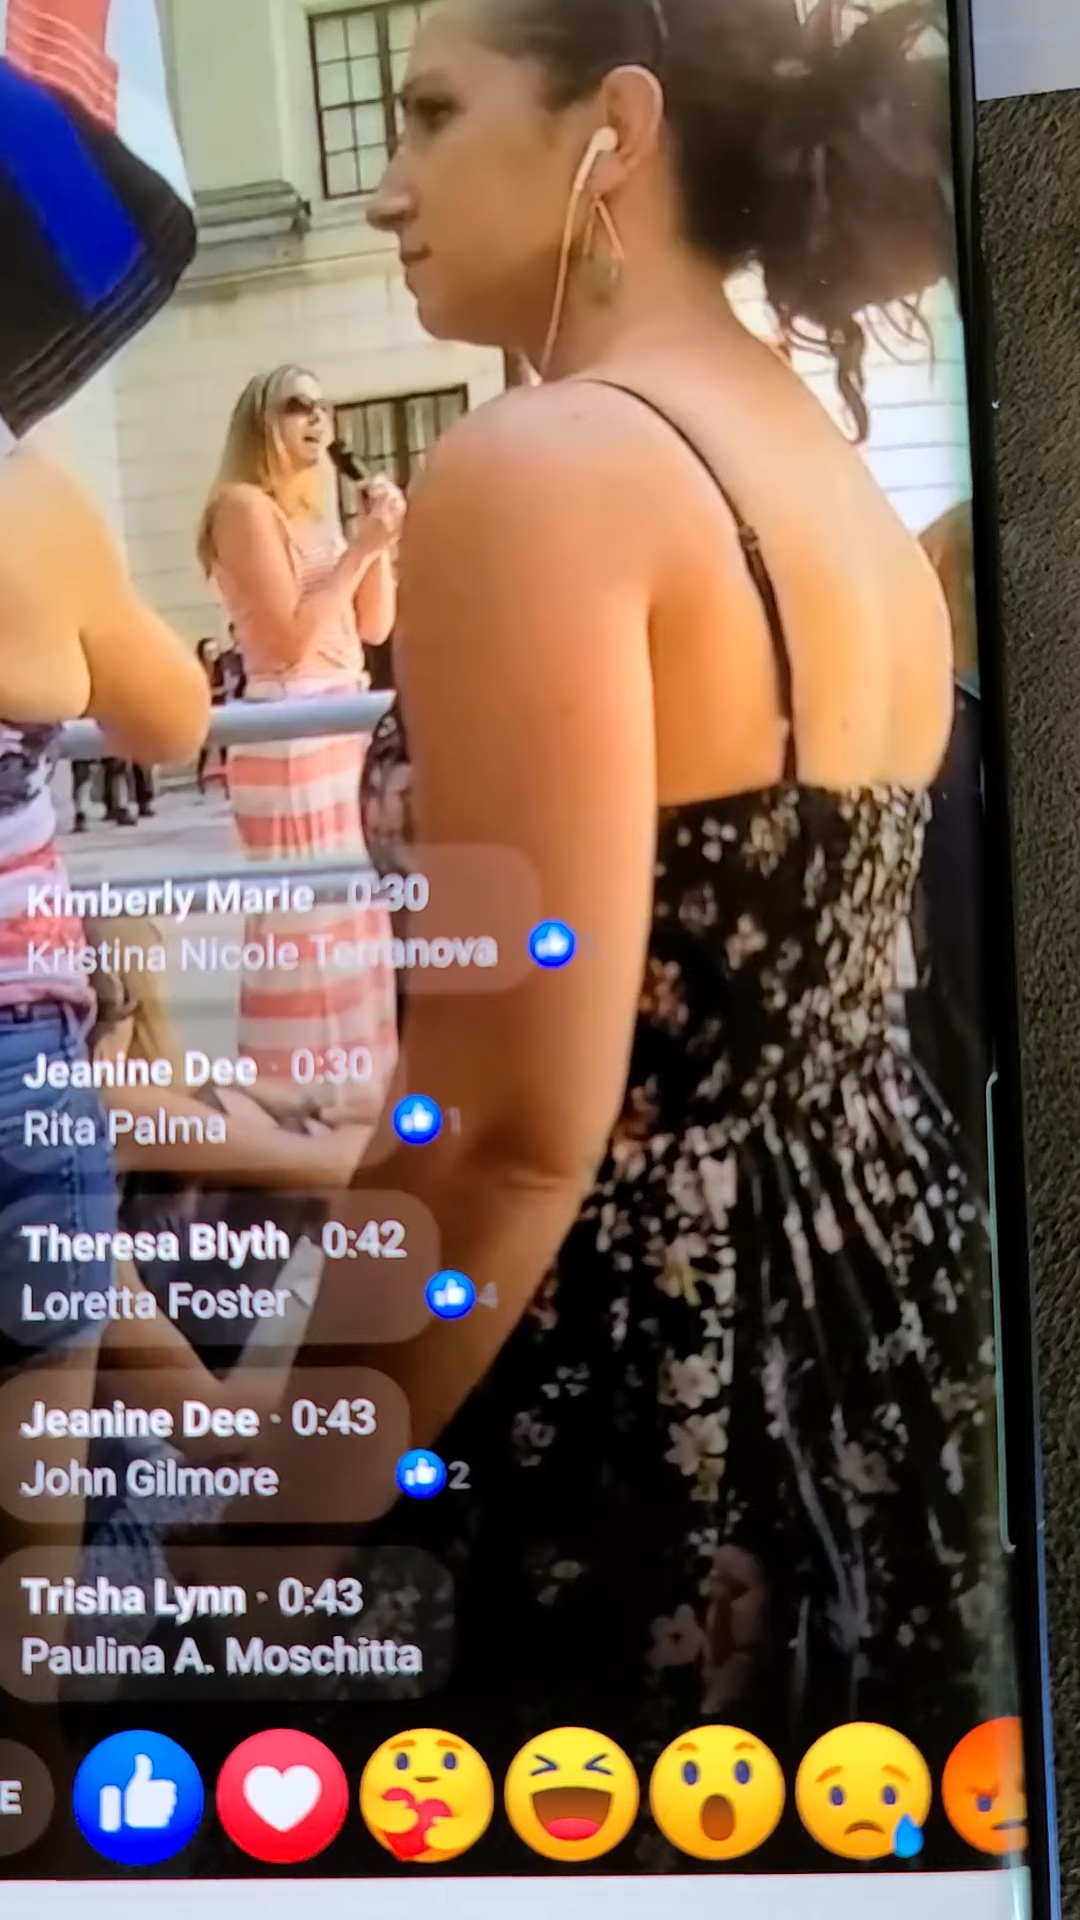 Kimberly Marie · 0:30
Kristina Nicole Terranova
Jeanine Dee · 0:30
Rita Palma
1
Theresa Blyth · 0:42
Loretta Foster
4
Jeanine Dee · 0:43
John Gilmore
2
Trisha Lynn · 0:43
Paulina A. Moschitta
E